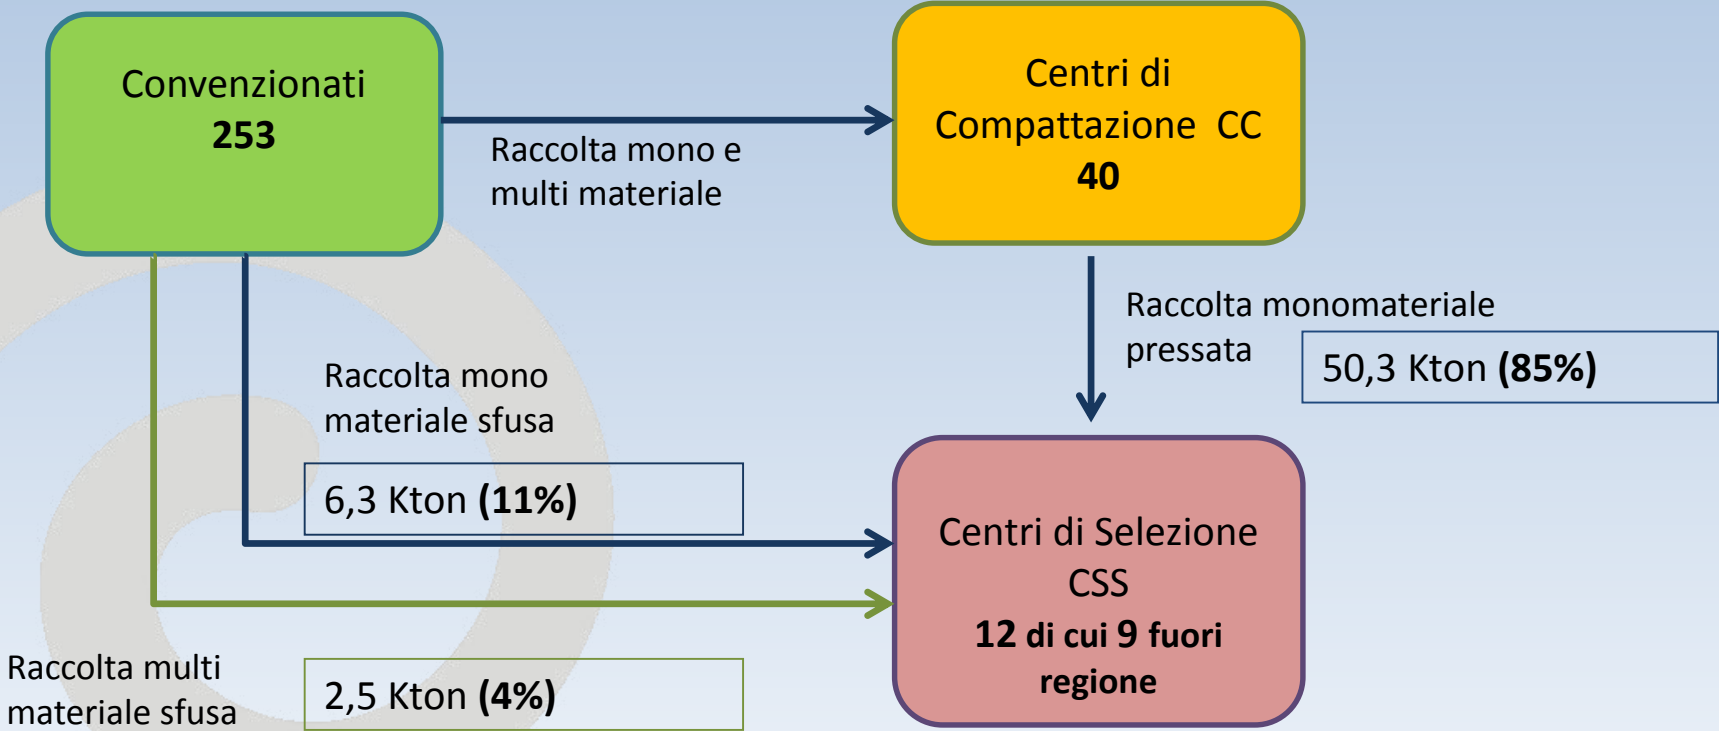 Convenzionati
253
Raccolta mono e
multi materiale
Centri di
Compattazione CC
40
Raccolta monomateriale
pressata
50,3 Kton (85%)
Raccolta mono
materiale sfusa
6,3 Kton (11%)
Centri di Selezione
CSS
12 di cui 9 fuori
regione
Raccolta multi
materiale sfusa
2,5 Kton (4%)